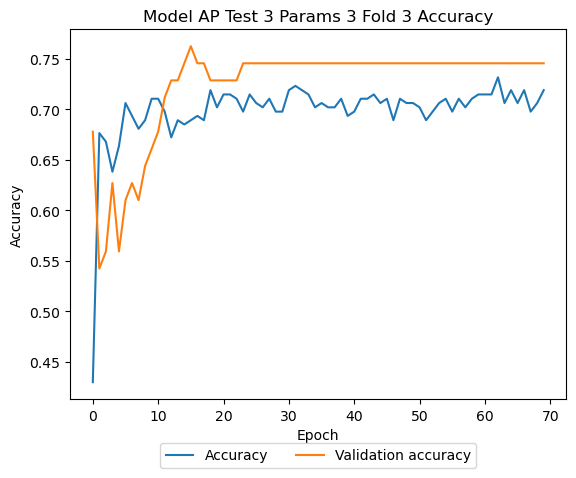 Model AP Test 3 Params 3 Fold 3 Accuracy
0.75
0.70
0.65
0.60
0.55
0.50
0.45
Accuracy
0 10 20 30 40 50 60 70
Epoch
Accuracy Validation accuracy